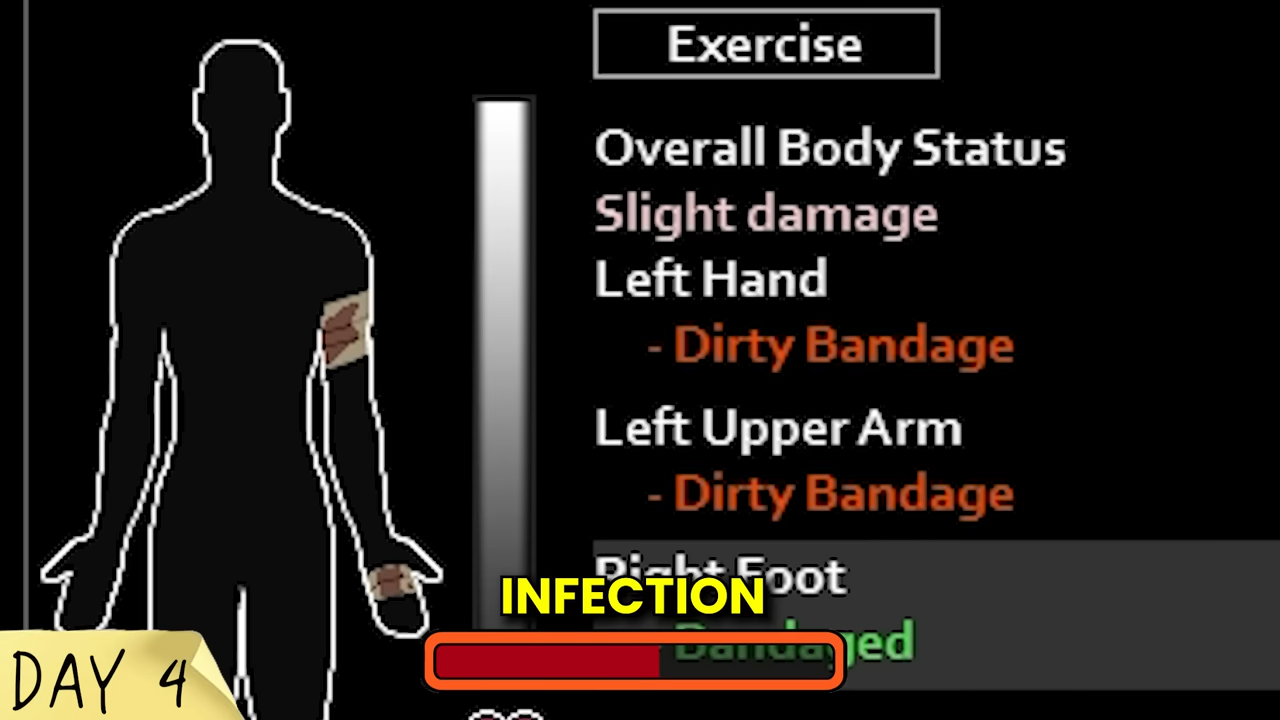 Exercise
Overall Body Status
Slight damage
Left Hand
- Dirty Bandage
Left Upper Arm
- Dirty Bandage
Right Foot
INFECTION
- Bandaged
DAY 4